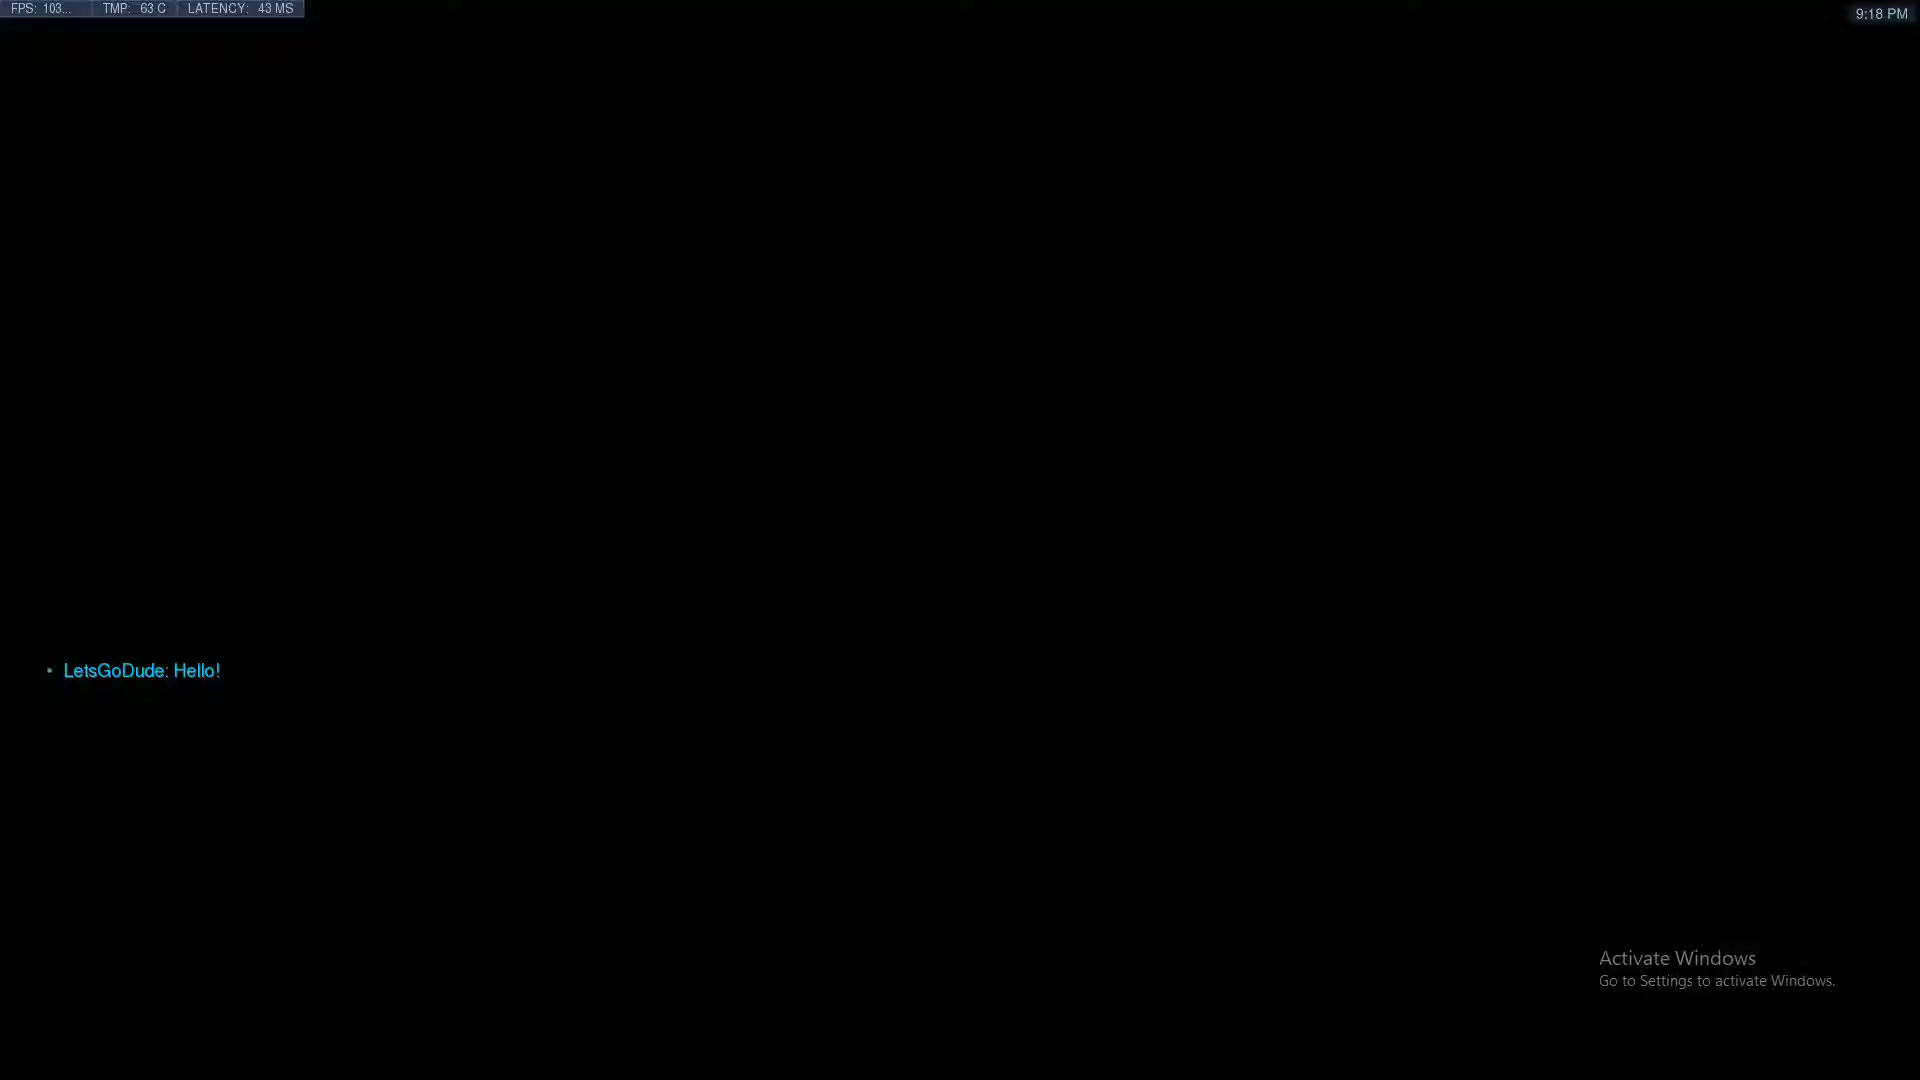 FPS: 103... TMP: 63 C LATENCY: 43 MS
9:18 PM
• LetsGoDude: Hello!
Activate Windows
Go to Settings to activate Windows.